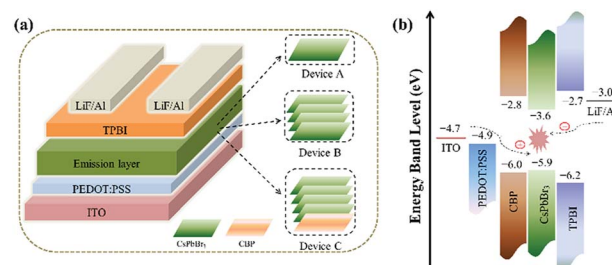 (a)
LiF/Al
LiF/Al
TPBI
Emission layer
PEDOT:PSS
ITO
Device A
Device B
Device C
CsPbBr₃
CBP
(b)
Energy Band Level (eV)
−2.8
−3.6
−2.7
−3.0
LiF/A
−4.7
ITO
−4.9
PEDOT:PSS
−6.0
CBP
−5.9
CsPbBr₃
−6.2
TPBI